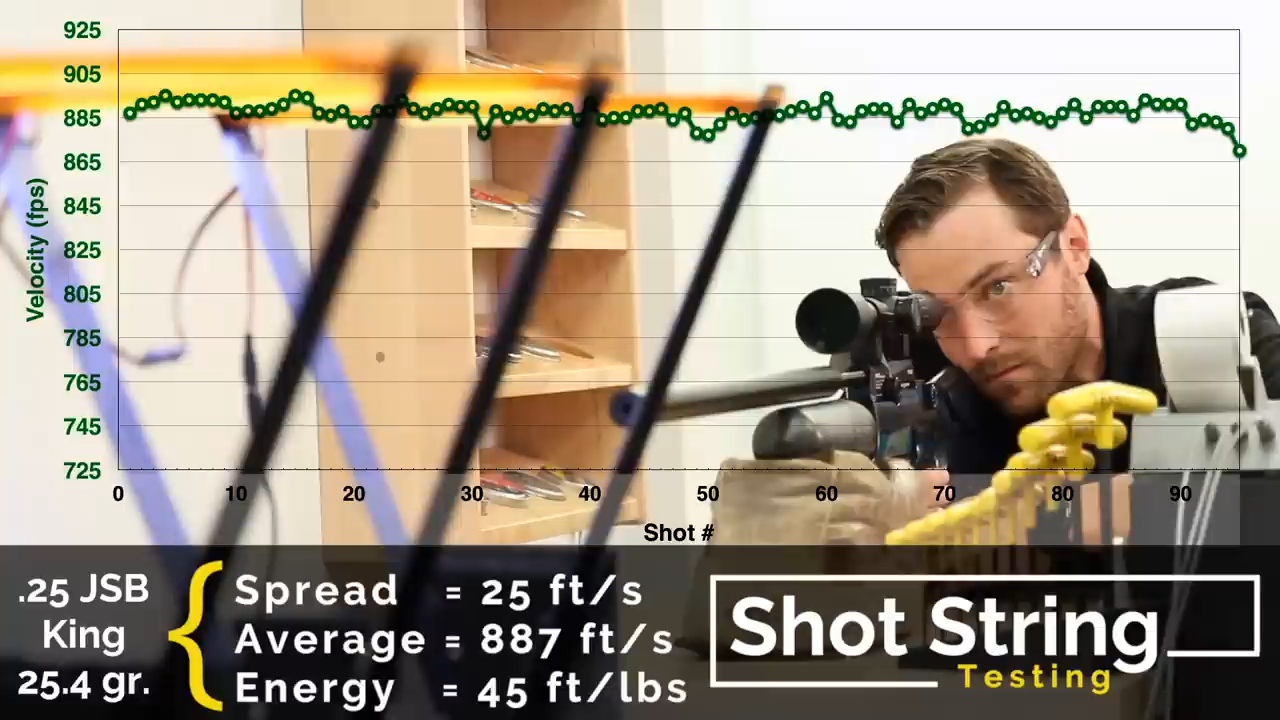 925
905
885
865
845
825
805
785
765
745
725
Velocity (fps)
0 10 20 30 40 50 60 70 80 90
Shot #
.25 JSB
King
25.4 gr.
Spread = 25 ft/s
Average = 887 ft/s
Energy = 45 ft/lbs
Shot String
Testing